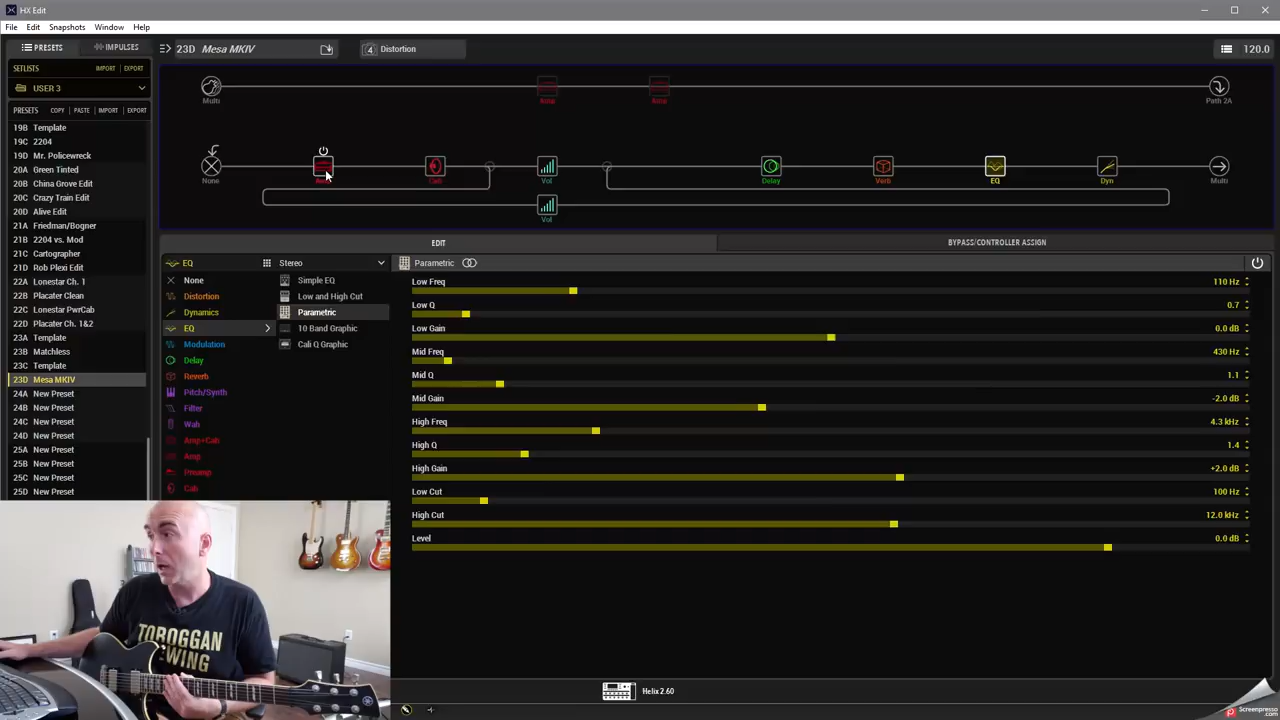 HX Edit
File Edit Snapshots Window Help
PRESETS IMPULSES
23D Mesa MKIV
4 Distortion
120.0
SETLISTS IMPORT EXPORT
USER 3
PRESETS COPY PASTE IMPORT EXPORT
19B Template
19C 2204
19D Mr. Policewreck
20A Green Tinted
20B China Grove Edit
20C Crazy Train Edit
20D Alive Edit
21A Friedman/Bogner
21B 2204 vs. Mod
21C Cartographer
21D Rob Plexi Edit
22A Lonestar Ch. 1
22B Placater Clean
22C Lonestar PwrCab
22D Placater Ch. 1&2
23A Template
23B Matchless
23C Template
23D Mesa MKIV
24A New Preset
24B New Preset
24C New Preset
24D New Preset
25A New Preset
25B New Preset
25C New Preset
25D New Preset
Multi Amp Amp Path 2A
None Cab Vol Delay Verb EQ Dyn Multi
Vol
EDIT BYPASS/CONTROLLER ASSIGN
EQ Stereo
None
Distortion
Dynamics
EQ
Modulation
Delay
Reverb
Pitch/Synth
Filter
Wah
Amp+Cab
Amp
Preamp
Cab
Simple EQ
Low and High Cut
Parametric
10 Band Graphic
Cali Q Graphic
Parametric
Low Freq 110 Hz
Low Q 0.7
Low Gain 0.0 dB
Mid Freq 430 Hz
Mid Q 1.1
Mid Gain -2.0 dB
High Freq 4.3 kHz
High Q 1.4
High Gain +2.0 dB
Low Cut 100 Hz
High Cut 12.0 kHz
Level 0.0 dB
TOBOGGAN
Helix 2.60
Screenpresso
.com